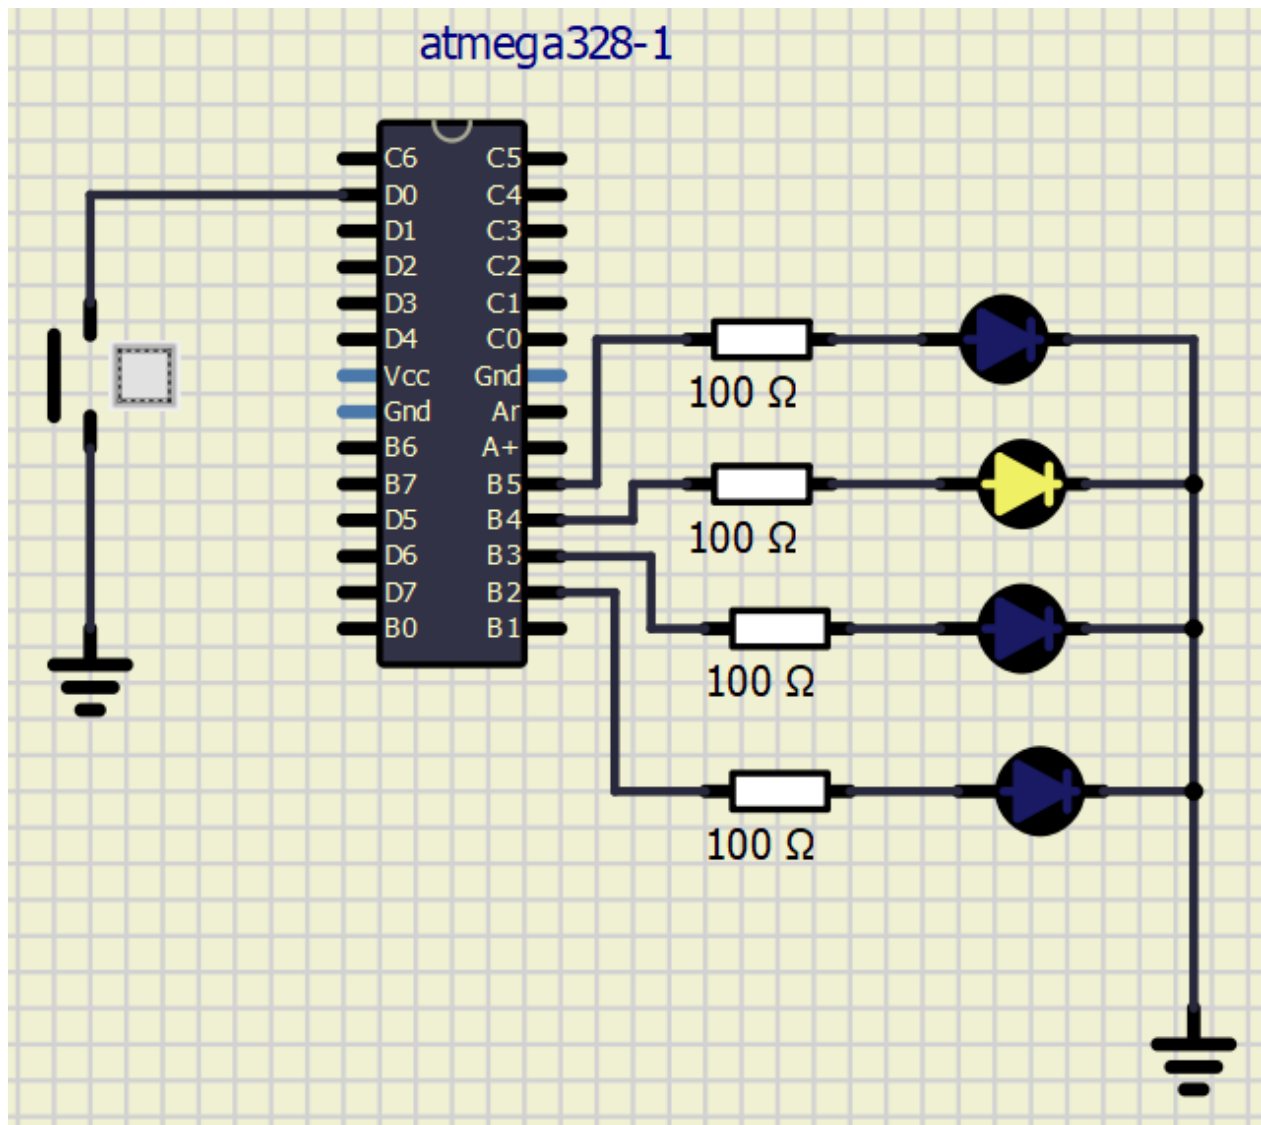 atmega328-1
C6 C5
D0 C4
D1 C3
D2 C2
D3 C1
D4 C0
Vcc Gnd
Gnd Ar
B6 A+
B7 B5
D5 B4
D6 B3
D7 B2
B0 B1
100 Ω
100 Ω
100 Ω
100 Ω